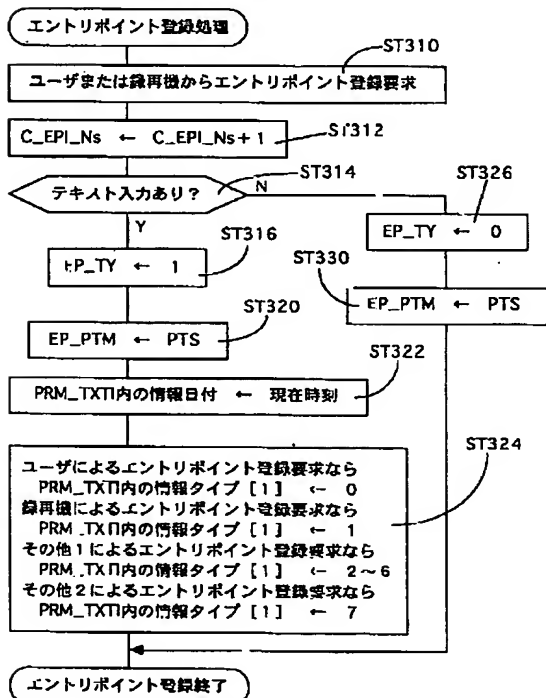 エントリポイント登録処理
ST310
ユーザまたは録再機からエントリポイント登録要求
ST312
C_EPI_Ns ← C_EPI_Ns+1
ST314
テキスト入力あり?
N
Y
ST326
EP_TY ← 0
ST316
EP_TY ← 1
ST330
EP_PTM ← PTS
ST320
EP_PTM ← PTS
ST322
PRM_TXTI内の情報日付 ← 現在時刻
ST324
ユーザによるエントリポイント登録要求なら
PRM_TXTI内の情報タイプ[1] ← 0
録再機によるエントリポイント登録要求なら
PRM_TXTI内の情報タイプ[1] ← 1
その他1によるエントリポイント登録要求なら
PRM_TXTI内の情報タイプ[1] ← 2~6
その他2によるエントリポイント登録要求なら
PRM_TXTI内の情報タイプ[1] ← 7
エントリポイント登録終了